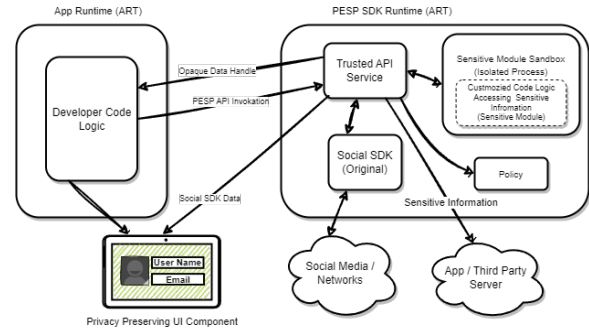 App Runtime (ART)
PESP SDK Runtime (ART)
Opaque Data Handle
Trusted API
Service
Sensitive Module Sandbox
(Isolated Process)
Custmozied Code Logic
Accessing Sensitive
Infromation
(Sensitive Module)
Developer Code
Logic
PESP API Invokation
Social SDK
(Original)
Policy
Social SDK Data
Sensitive Information
User Name
Email
Social Media /
Networks
App / Third Party
Server
Privacy Preserving UI Component